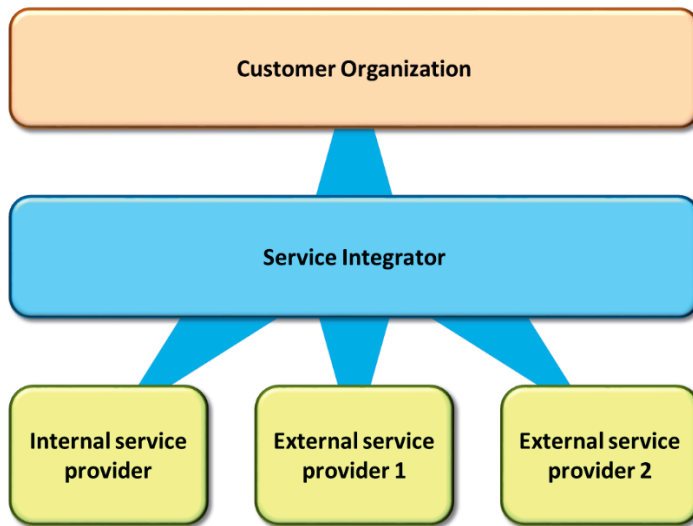 Customer Organization
Service Integrator
Internal service
provider
External service
provider 1
External service
provider 2